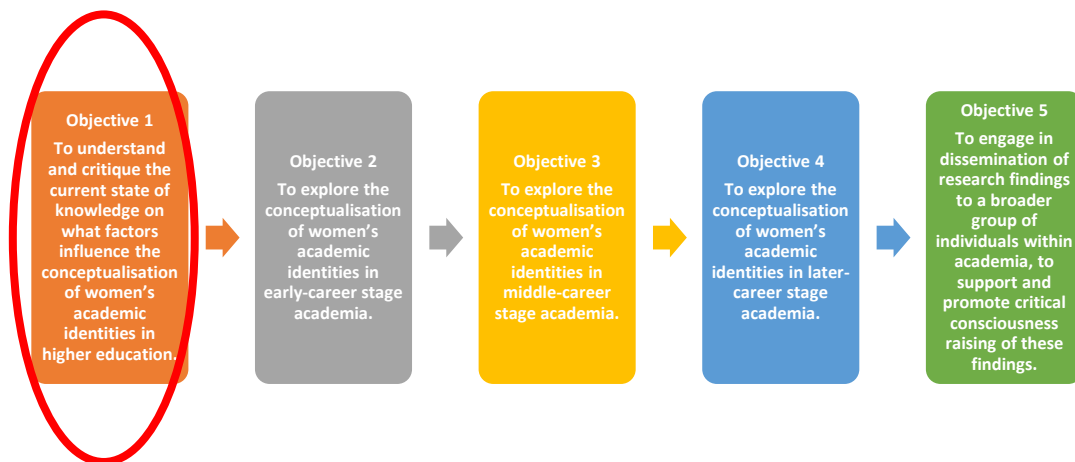 Objective 1
To understand
and critique the
current state of
knowledge on
what factors
influence the
conceptualisation
of women’s
academic
identities in
higher education.
Objective 2
To explore the
conceptualisation
of women’s
academic
identities in
early-career stage
academia.
Objective 3
To explore the
conceptualisation
of women’s
academic
identities in
middle-career
stage academia.
Objective 4
To explore the
conceptualisation
of women’s
academic
identities in later-
career stage
academia.
Objective 5
To engage in
dissemination of
research findings
to a broader
group of
individuals within
academia, to
support and
promote critical
consciousness
raising of these
findings.